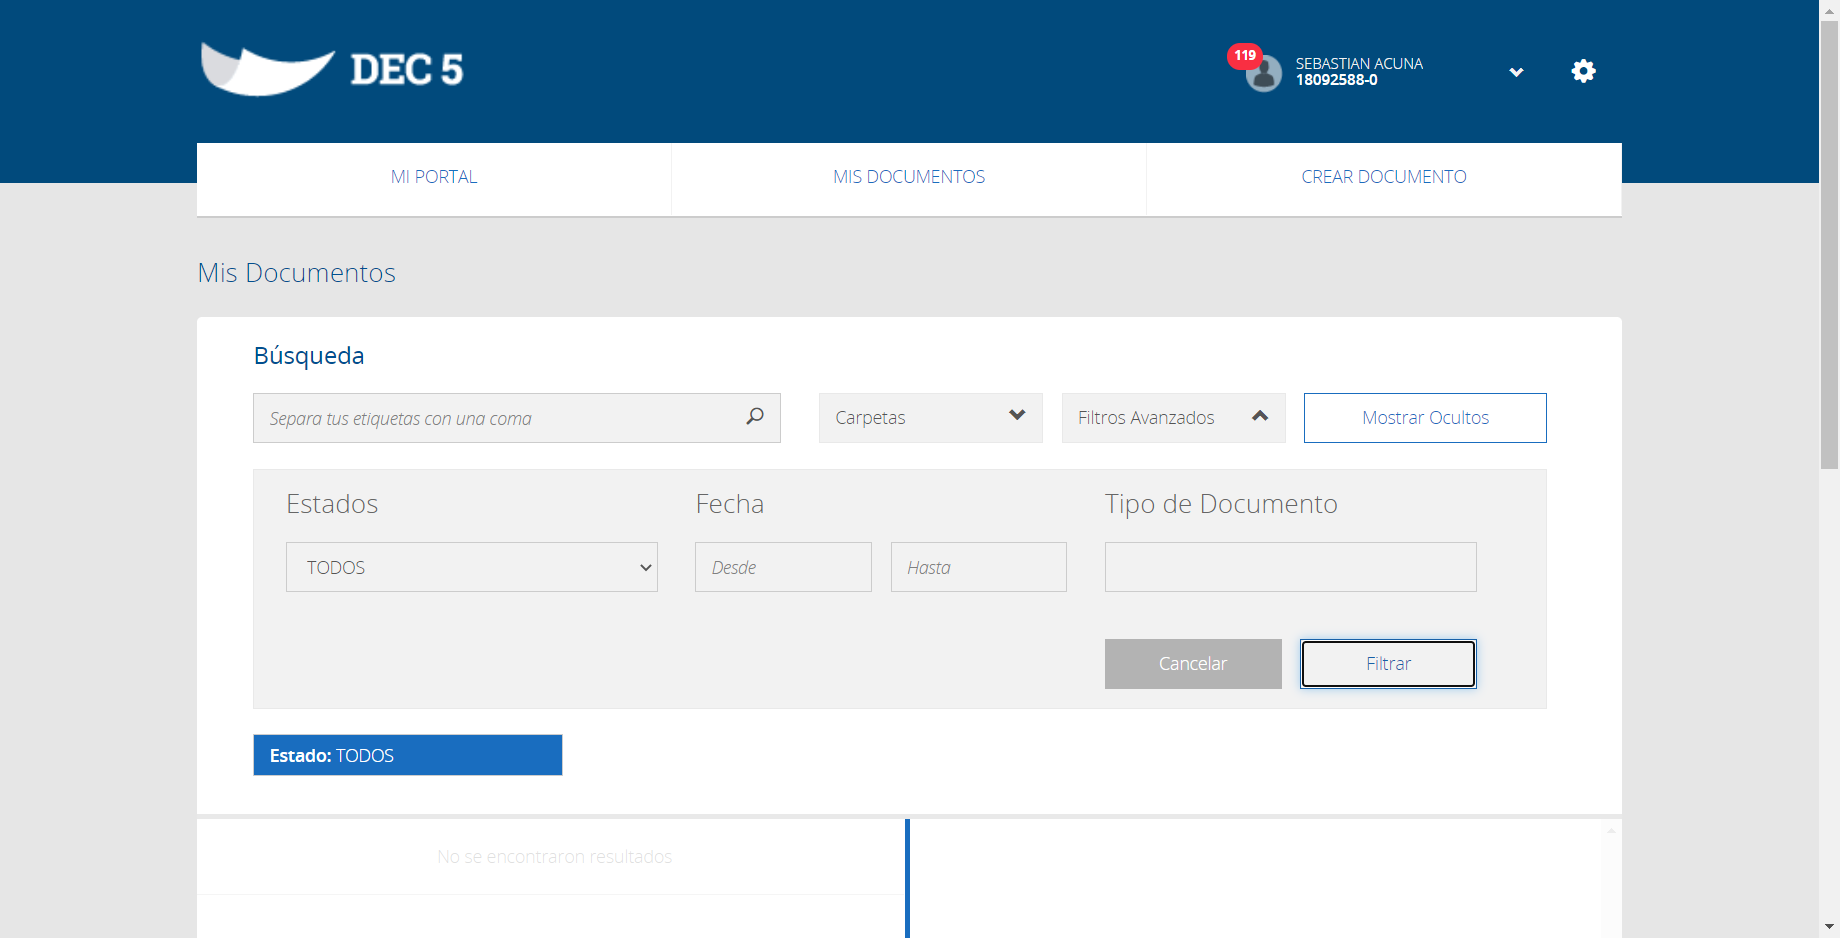 DEC 5
119
SEBASTIAN ACUNA
18092588-0
MI PORTAL
MIS DOCUMENTOS
CREAR DOCUMENTO
Mis Documentos
Búsqueda
Separa tus etiquetas con una coma
Carpetas
Filtros Avanzados
Mostrar Ocultos
Estados
Fecha
Tipo de Documento
TODOS
Desde
Hasta
Cancelar
Filtrar
Estado: TODOS
No se encontraron resultados